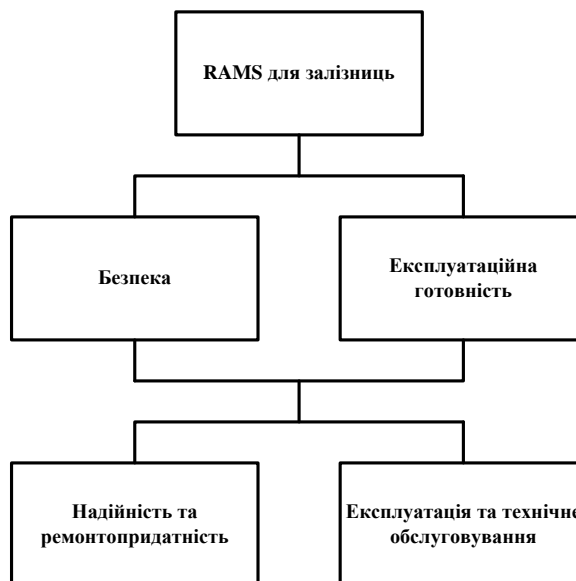 RAMS для залізниць
Безпека
Експлуатаційна
готовність
Надійність та
ремонтопридатність
Експлуатація та технічне
обслуговування